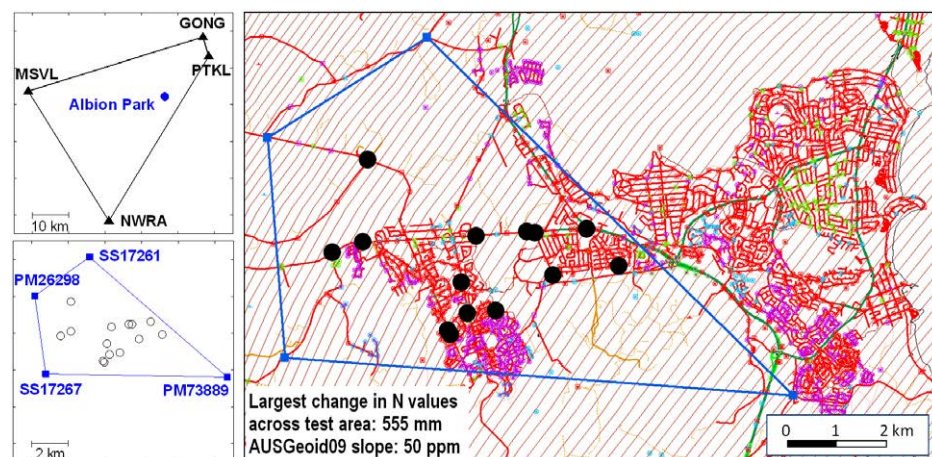 GONG
MSVL
PTKL
Albion Park
NWRA
10 km
SS17261
PM26298
SS17267
PM73889
2 km
Largest change in N values
across test area: 555 mm
AUSGeoid09 slope: 50 ppm
0 1 2 km